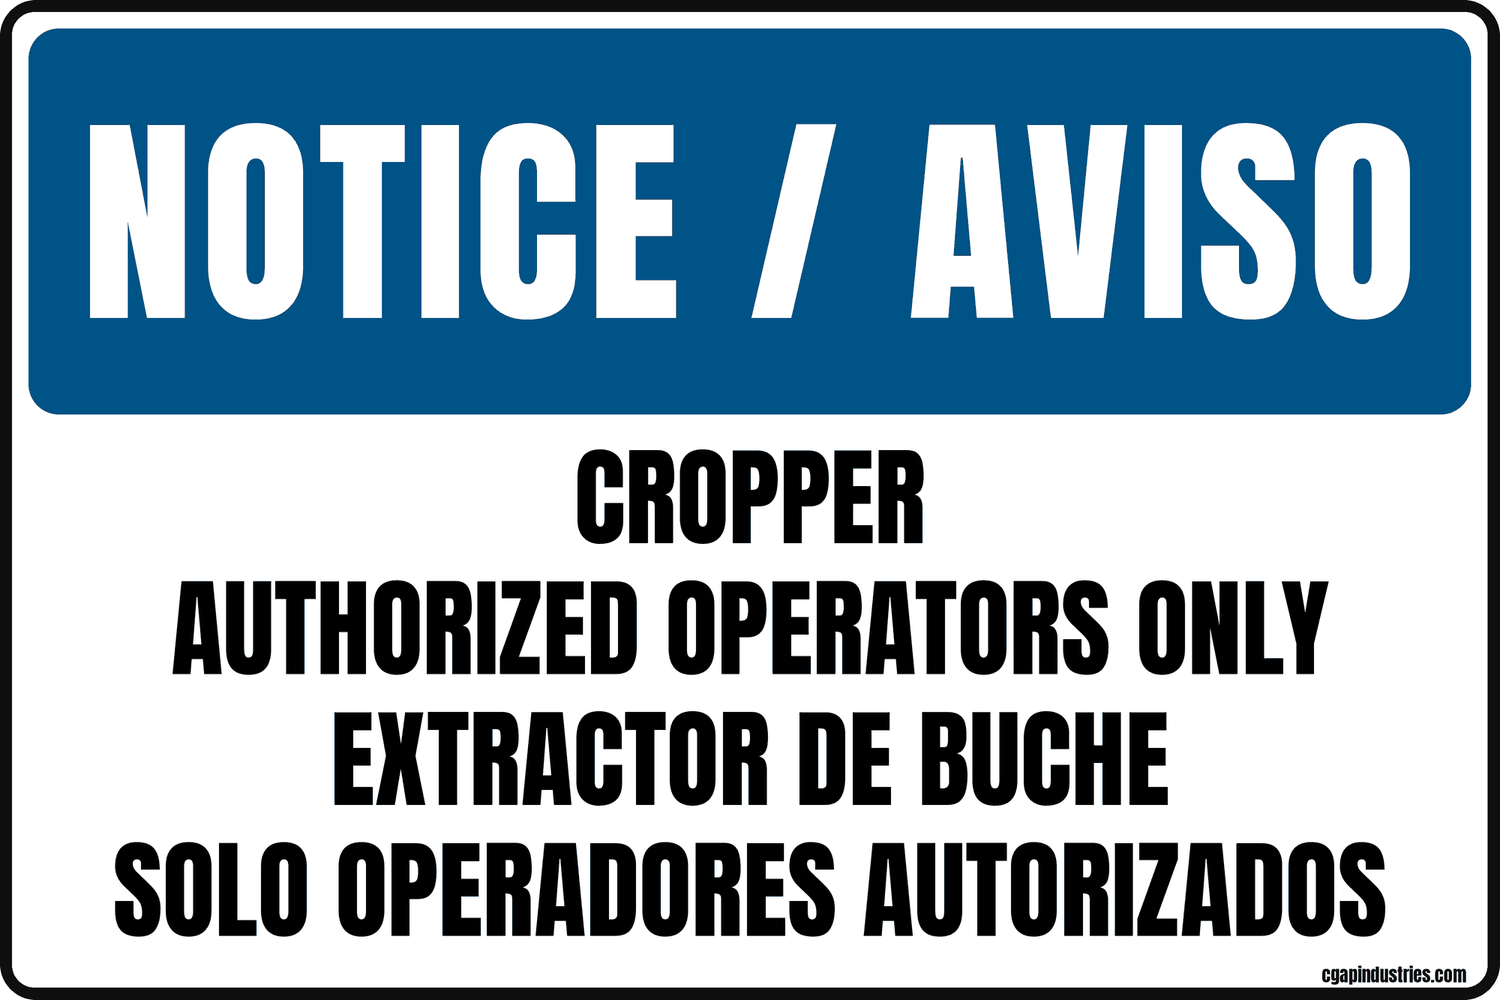 NOTICE / AVISO
CROPPER
AUTHORIZED OPERATORS ONLY
EXTRACTOR DE BUCHE
SOLO OPERADORES AUTORIZADOS
cgapindustries.com